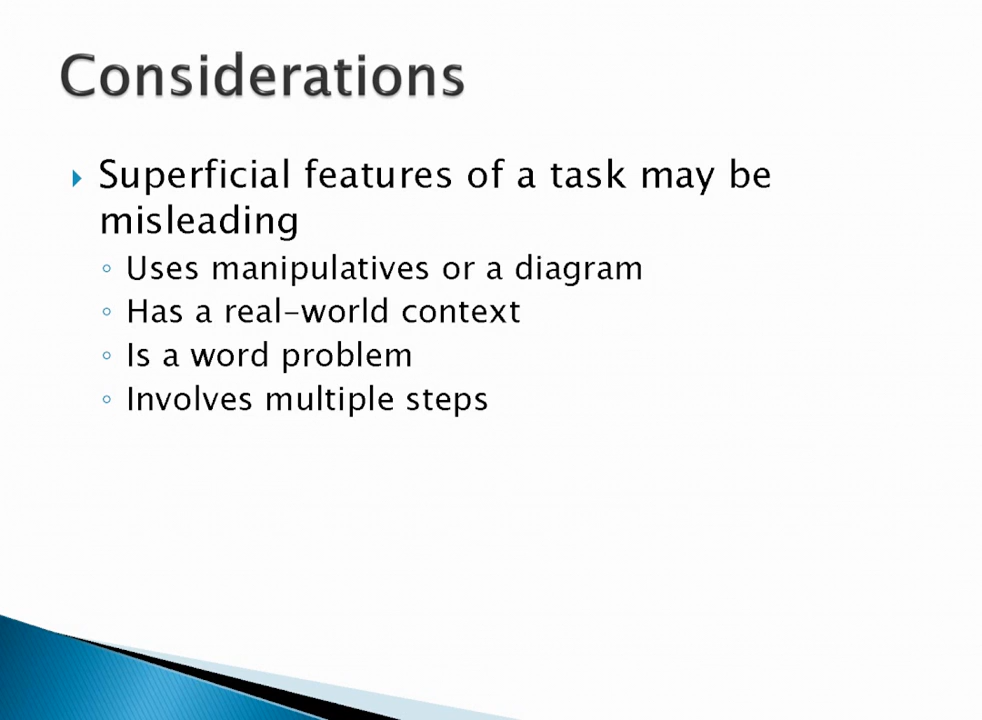 Considerations
Superficial features of a task may be
misleading
Uses manipulatives or a diagram
Has a real-world context
Is a word problem
Involves multiple steps